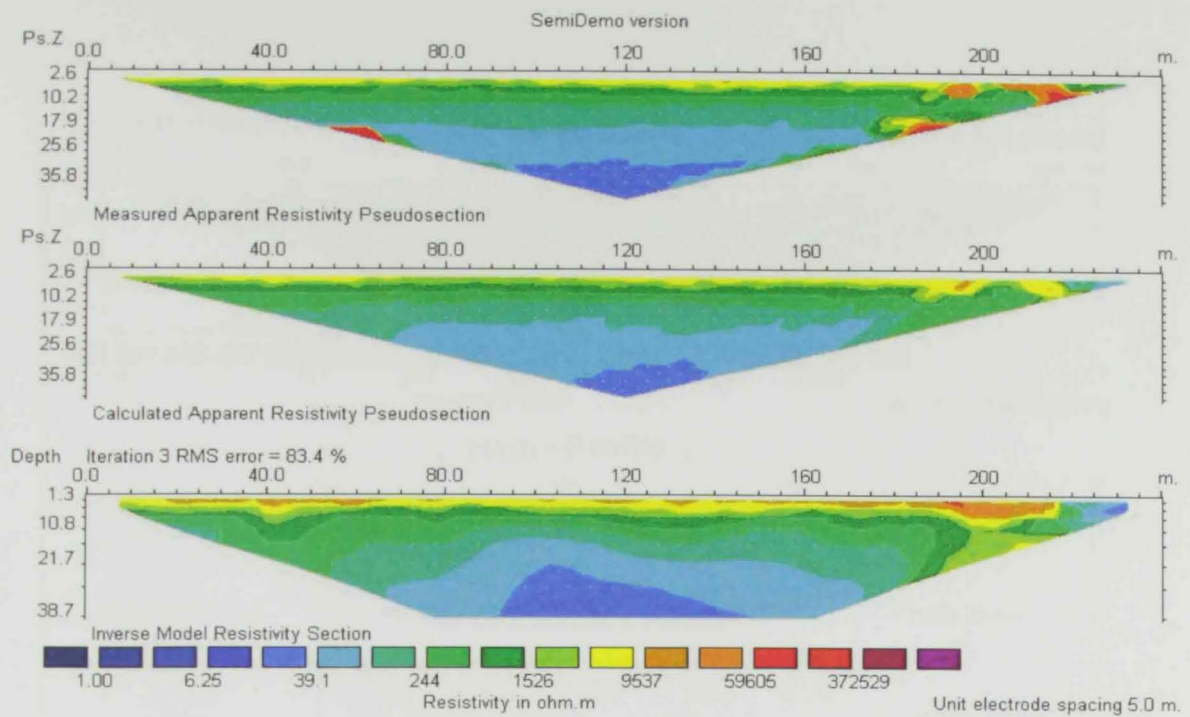 SemiDemo version
Ps.Z 0.0 40.0 80.0 120 160 200 m.
2.6
10.2
17.9
25.6
35.8
Measured Apparent Resistivity Pseudosection
Ps.Z 0.0 40.0 80.0 120 160 200 m.
2.6
10.2
17.9
25.6
35.8
Calculated Apparent Resistivity Pseudosection
Depth Iteration 3 RMS error = 83.4 %
0.0 40.0 80.0 120 160 200 m.
1.3
10.8
21.7
38.7
Inverse Model Resistivity Section
1.00 6.25 39.1 244 1526 9537 59605 372529
Resistivity in ohm.m
Unit electrode spacing 5.0 m.